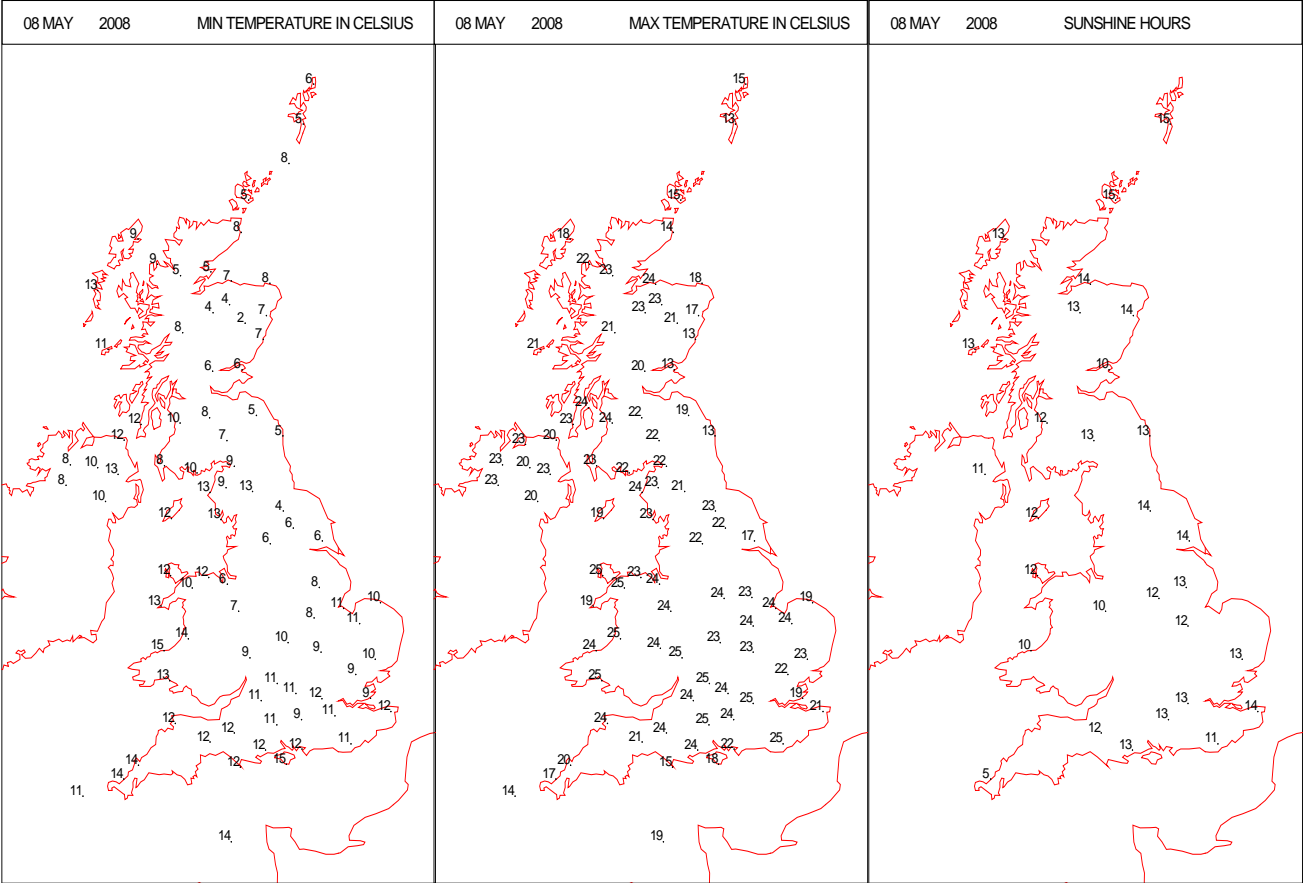 08 MAY 2008 MIN TEMPERATURE IN CELSIUS
6.
5.
8.
5.
8.
9.
9.
5. 5.
7. 8.
13.
4.
4. 7.
2.
8. 7.
11.
6. 6.
8. 5.
12. 10.
12. 7. 5.
8. 10. 8. 9.
13. 10.
8. 9.
13. 13.
10.
4.
12. 13. 6.
6. 6.
12. 12.
10. 6. 8.
13. 7. 11. 10.
8. 11.
14. 10.
15. 9. 9. 10.
13. 11. 9.
11. 11. 12. 9.
12.
12. 11. 9. 11.
12. 12.
12. 12. 11.
14. 12. 15.
14.
11.
14.
08 MAY 2008 MAX TEMPERATURE IN CELSIUS
15.
13.
15.
14.
18.
22.
23.
24. 18.
23. 23.
21. 17.
21. 13.
21.
20. 13.
24. 22. 19.
23. 24.
23. 20. 22. 13.
23. 20. 23. 22. 22.
23. 20. 24. 23. 21.
20.
23.
19. 23. 22.
22. 17.
25. 23.
25. 24.
19. 24. 24. 23. 24. 19.
24. 24.
25. 24. 23.
24. 25. 23. 23.
25. 25. 22.
24. 24. 25. 19.
21.
24. 24. 25. 24.
21. 24. 22. 25.
20. 15. 18.
17.
14.
19.
08 MAY 2008 SUNSHINE HOURS
15.
15.
13.
14.
13. 14.
13.
10.
12.
13. 13.
11.
14.
12.
14.
12.
13.
10. 12.
12.
10. 13.
13.
14.
12. 13.
13. 11.
5.